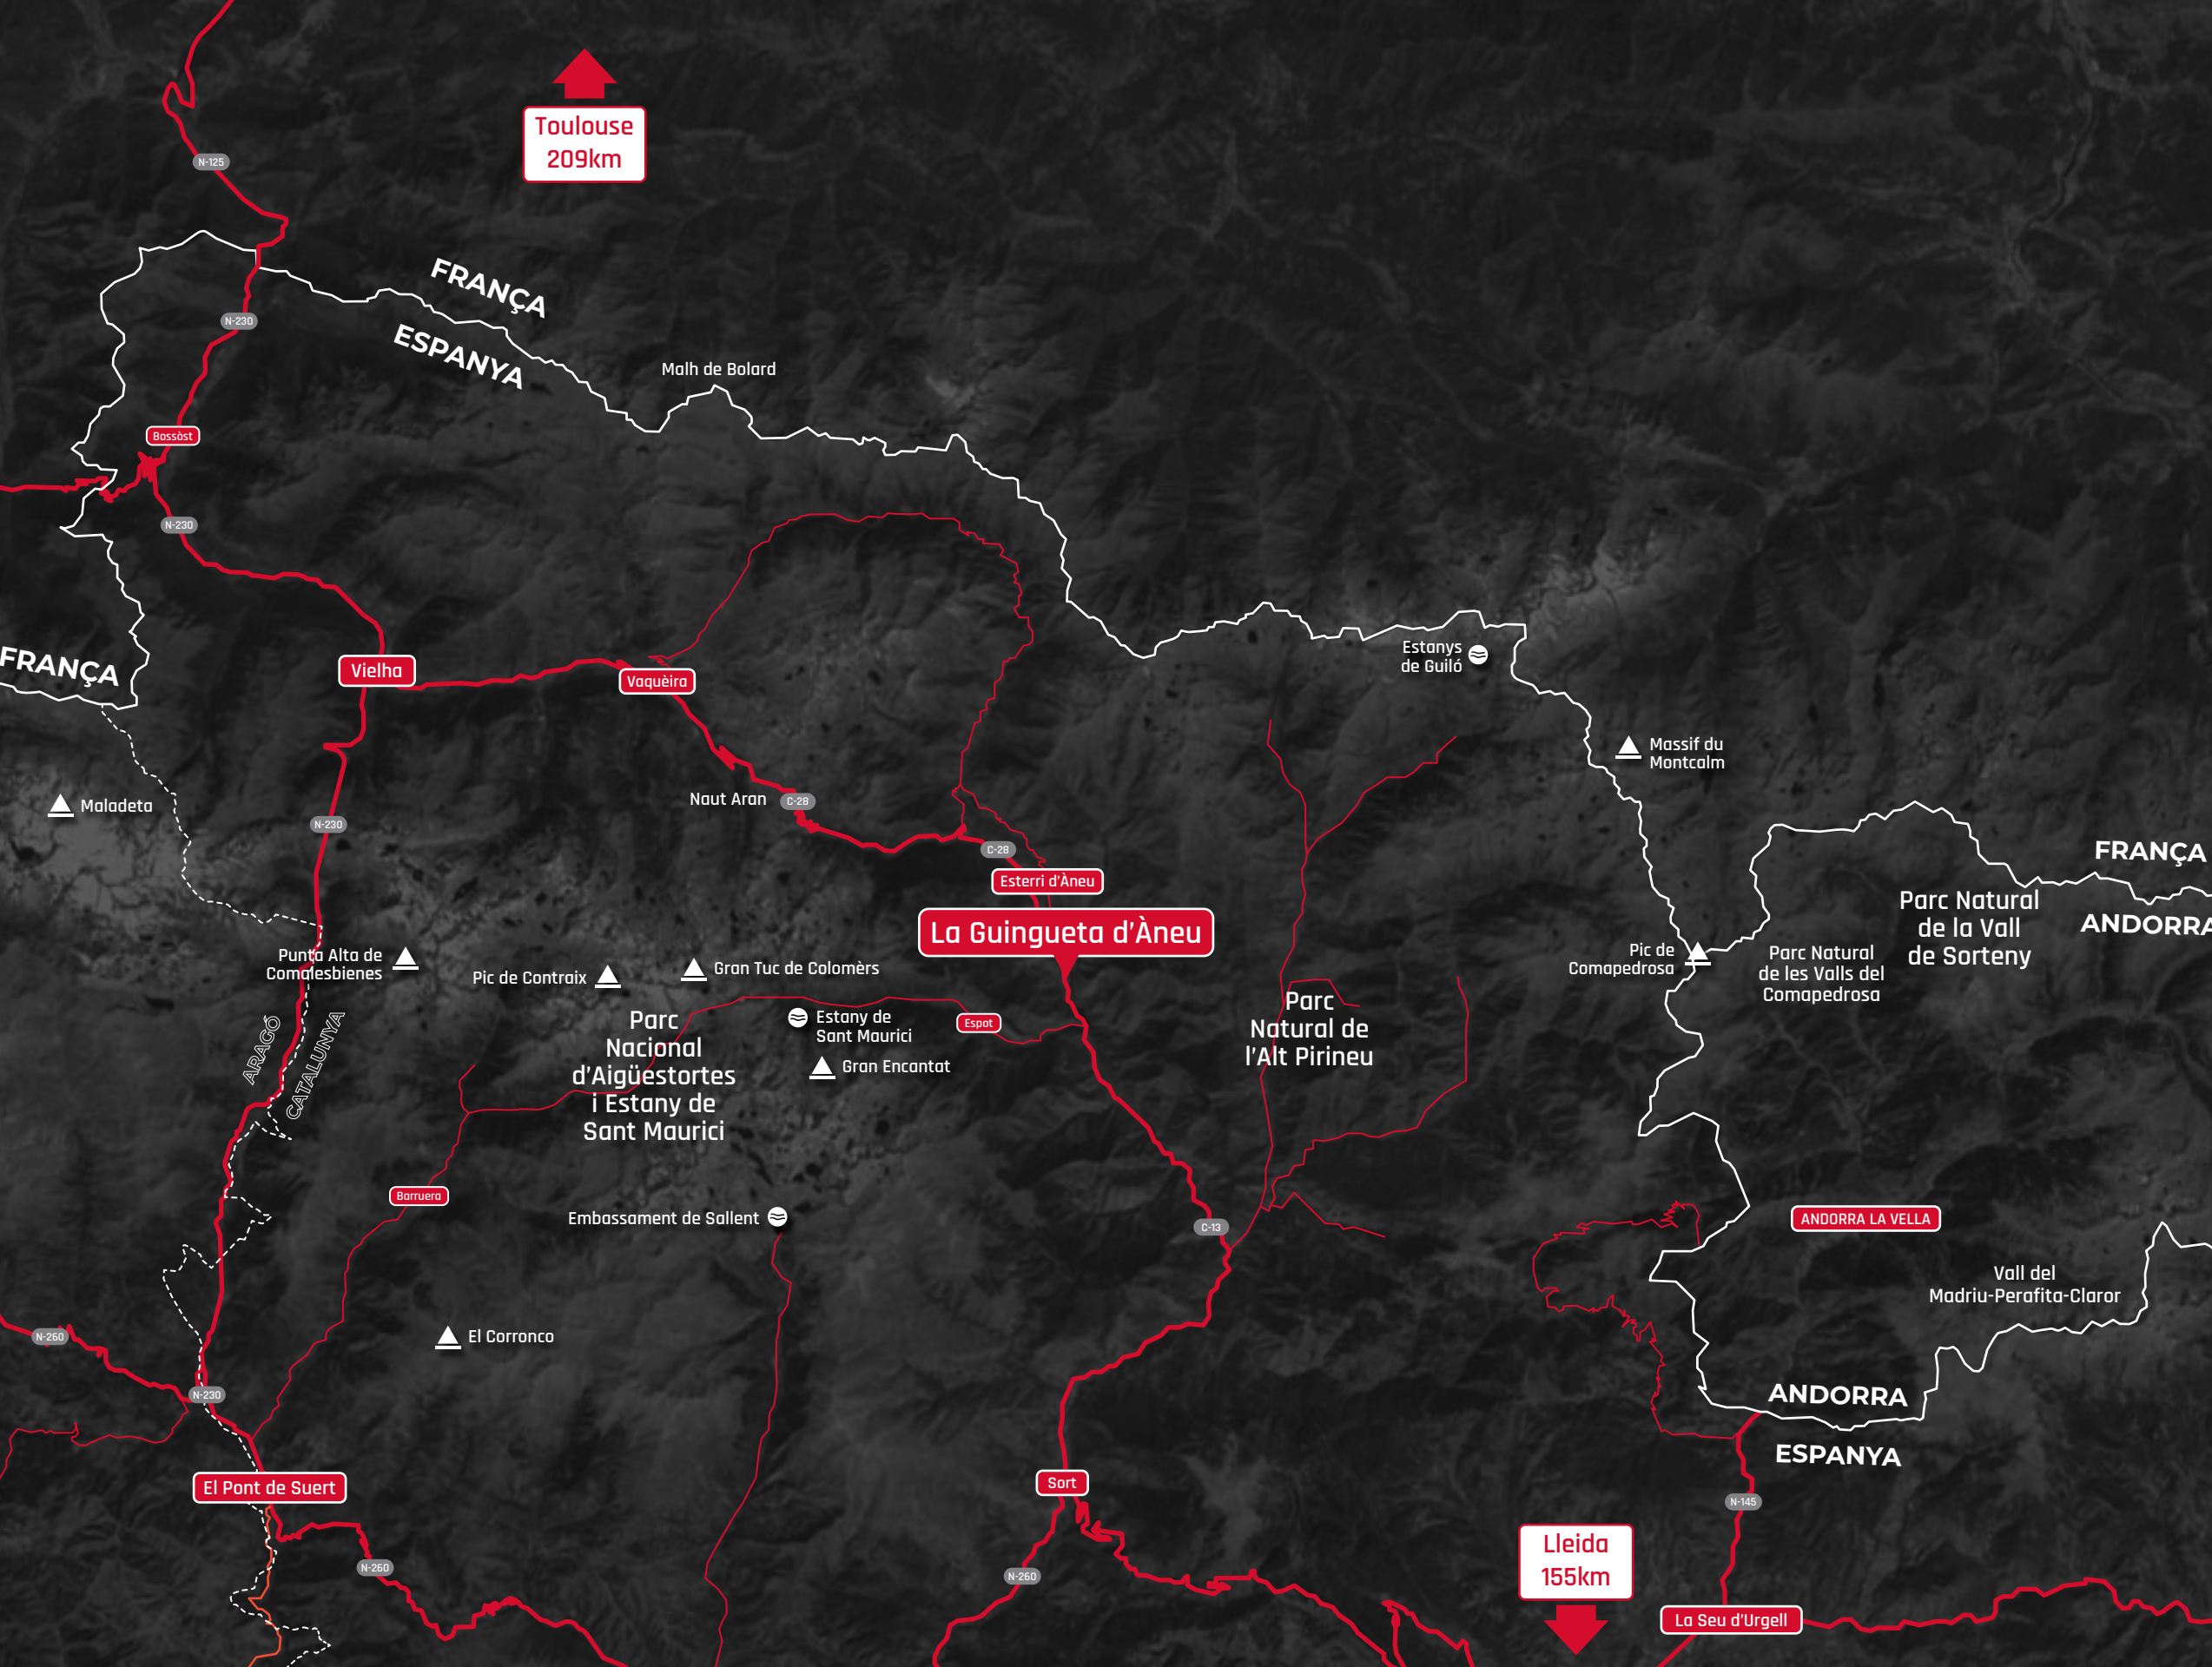 Toulouse
209km
N-125
FRANÇA
ESPANYA
N-230
Malh de Bolard
Bossòst
N-230
FRANÇA
Vielha
Vaquèira
Estanys
de Guiló
Massif du
Montcalm
Maladeta
Naut Aran
C-28
N-230
C-28
FRANÇA
ANDORRA
Esterri d'Àneu
La Guingueta d'Àneu
Parc Natural
de la Vall
de Sorteny
Punta Alta de
Comalesbienes
Pic de Contraix
Gran Tuc de Colomèrs
Pic de
Comapedrosa
Parc Natural
de les Valls del
Comapedrosa
Estany de
Sant Maurici
Espot
Parc
Natural de
l'Alt Pirineu
Parc
Nacional
d'Aigüestortes
i Estany de
Sant Maurici
Gran Encantat
ARAGÓ
CATALUNYA
Barruera
Embassament de Sallent
C-13
ANDORRA LA VELLA
Vall del
Madriu-Perafita-Claror
N-260
El Corronco
N-230
ANDORRA
ESPANYA
El Pont de Suert
Sort
N-145
N-260
N-260
Lleida
155km
La Seu d'Urgell